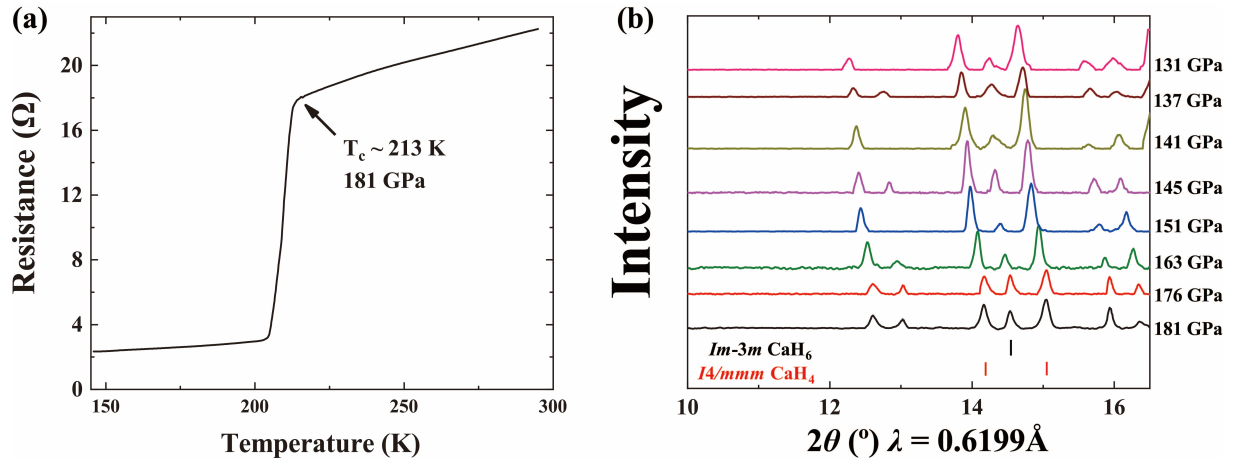 (a)
Resistance (Ω)
20
16
12
8
4
0
T_c ~ 213 K
181 GPa
150
200
250
300
Temperature (K)
(b)
Intensity
131 GPa
137 GPa
141 GPa
145 GPa
151 GPa
163 GPa
176 GPa
181 GPa
Im-3m CaH₆
I4/mmm CaH₄
10
12
14
16
2θ (º) λ = 0.6199Å